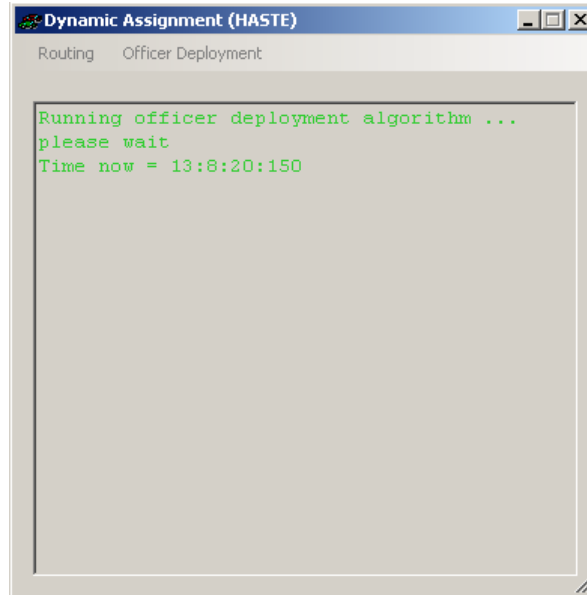 Dynamic Assignment (HASTE)
Routing Officer Deployment
Running officer deployment algorithm ...
please wait
Time now = 13:8:20:150